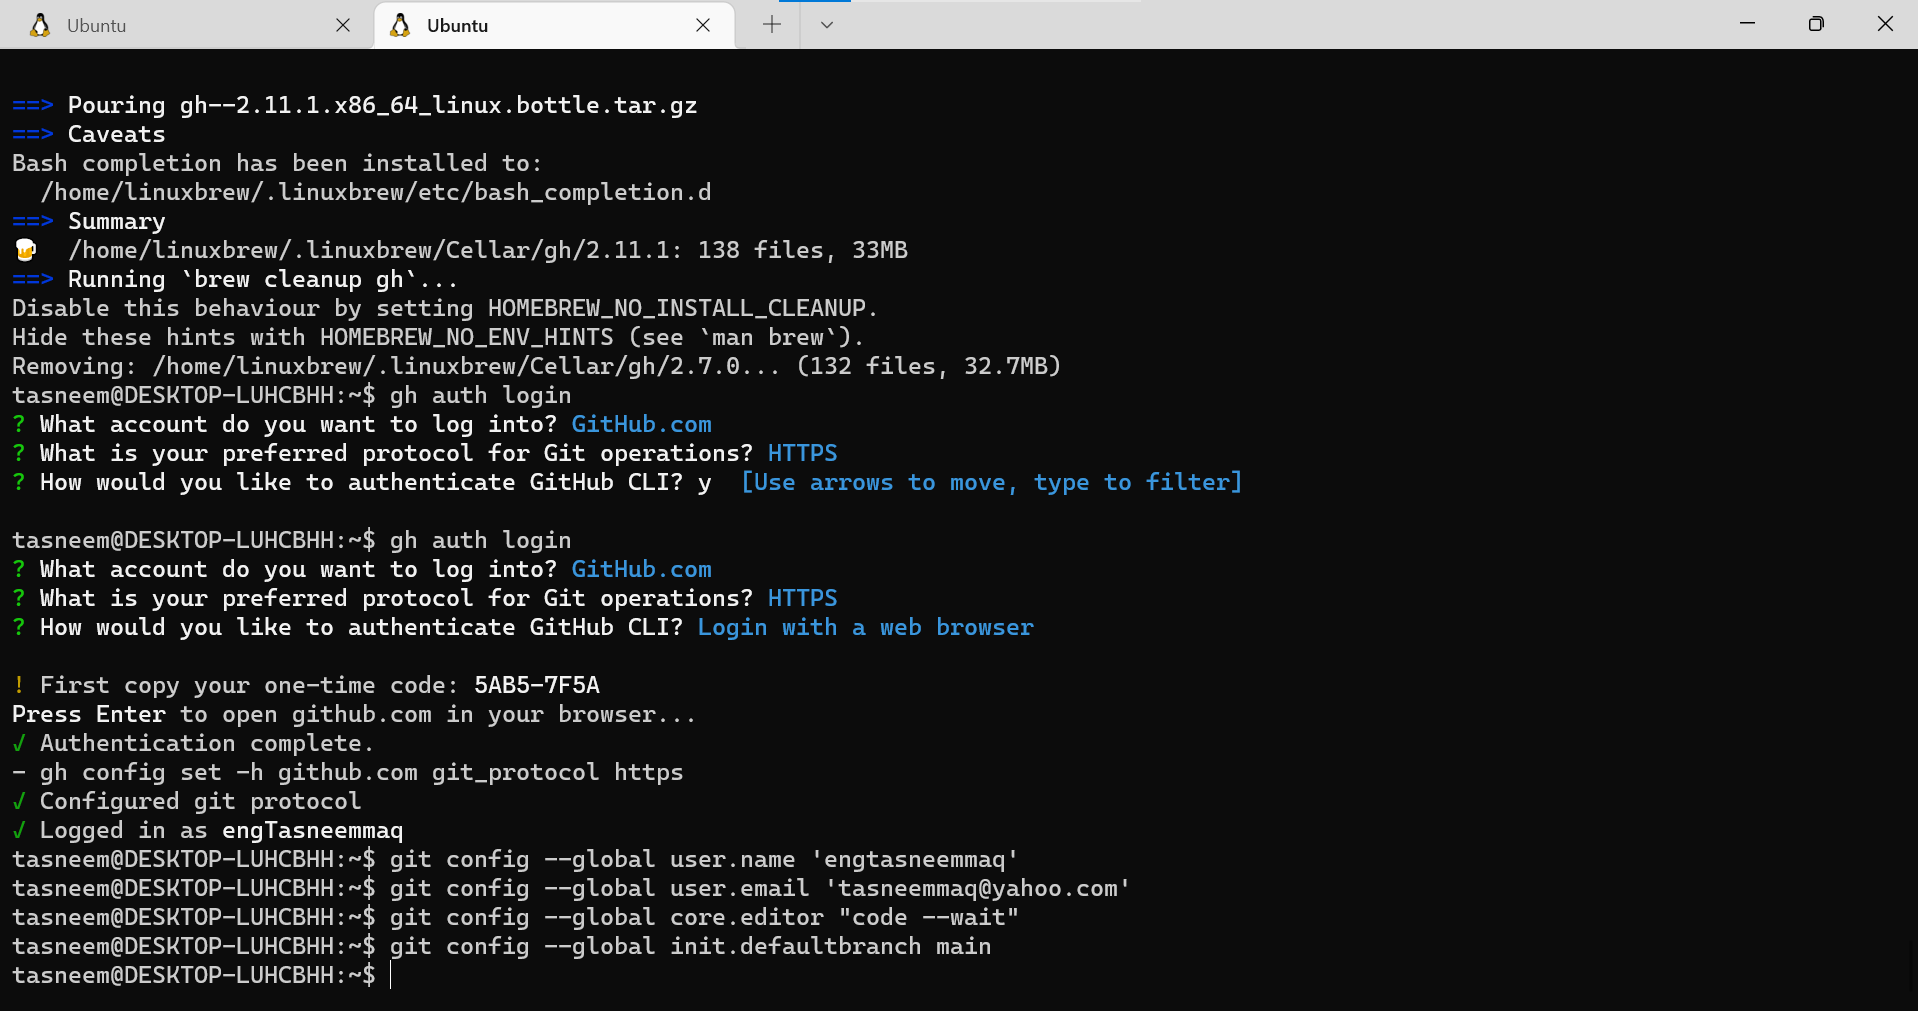 Ubuntu
Ubuntu
==> Pouring gh--2.11.1.x86_64_linux.bottle.tar.gz
==> Caveats
Bash completion has been installed to:
  /home/linuxbrew/.linuxbrew/etc/bash_completion.d
==> Summary
🍺  /home/linuxbrew/.linuxbrew/Cellar/gh/2.11.1: 138 files, 33MB
==> Running `brew cleanup gh`...
Disable this behaviour by setting HOMEBREW_NO_INSTALL_CLEANUP.
Hide these hints with HOMEBREW_NO_ENV_HINTS (see `man brew`).
Removing: /home/linuxbrew/.linuxbrew/Cellar/gh/2.7.0... (132 files, 32.7MB)
tasneem@DESKTOP-LUHCBHH:~$ gh auth login
? What account do you want to log into? GitHub.com
? What is your preferred protocol for Git operations? HTTPS
? How would you like to authenticate GitHub CLI? y  [Use arrows to move, type to filter]
tasneem@DESKTOP-LUHCBHH:~$ gh auth login
? What account do you want to log into? GitHub.com
? What is your preferred protocol for Git operations? HTTPS
? How would you like to authenticate GitHub CLI? Login with a web browser
! First copy your one-time code: 5AB5-7F5A
Press Enter to open github.com in your browser...
✓ Authentication complete.
- gh config set -h github.com git_protocol https
✓ Configured git protocol
✓ Logged in as engTasneemmaq
tasneem@DESKTOP-LUHCBHH:~$ git config --global user.name 'engtasneemmaq'
tasneem@DESKTOP-LUHCBHH:~$ git config --global user.email 'tasneemmaq@yahoo.com'
tasneem@DESKTOP-LUHCBHH:~$ git config --global core.editor "code --wait"
tasneem@DESKTOP-LUHCBHH:~$ git config --global init.defaultbranch main
tasneem@DESKTOP-LUHCBHH:~$